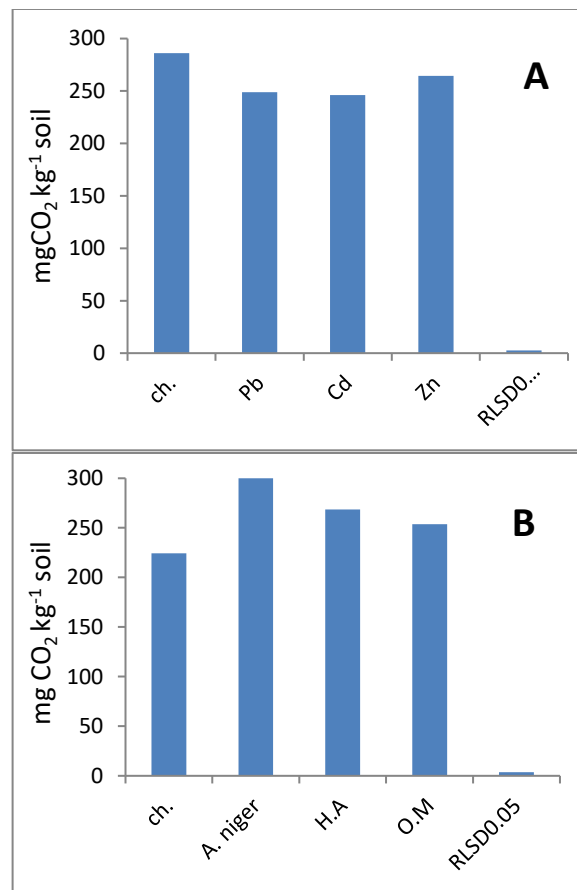 A
mgCO₂ kg⁻¹ soil
300
250
200
150
100
50
0
ch.
Pb
Cd
Zn
RLSD0...
B
mg CO₂ kg⁻¹ soil
300
250
200
150
100
50
0
ch.
A. niger
H.A
O.M
RLSD0.05